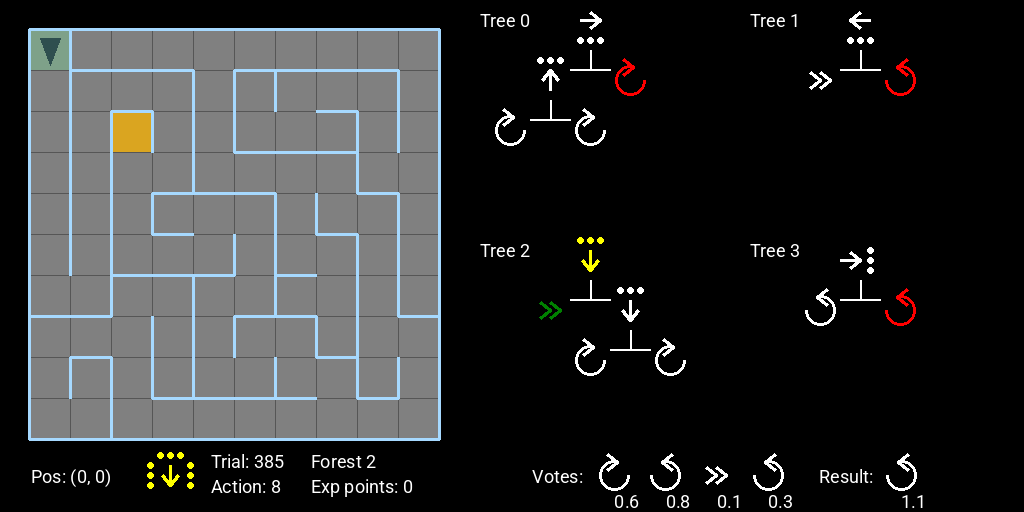 Tree 0
Tree 1
Tree 2
Tree 3
Pos: (0, 0)
Trial: 385
Forest 2
Action: 8
Exp points: 0
Votes:
0.6
0.8
0.1
0.3
Result:
1.1